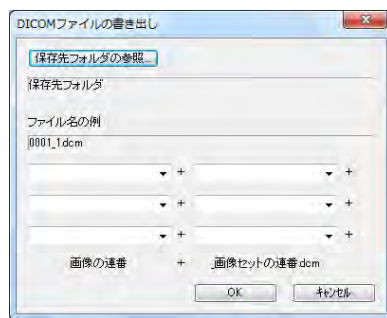 DICOMファイルの書き出し
保存先フォルダの参照...
保存先フォルダ
ファイル名の例
0001_1.dcm
+ +
+ +
+ +
画像の連番 + _画像セットの連番.dcm
OK キャンセル